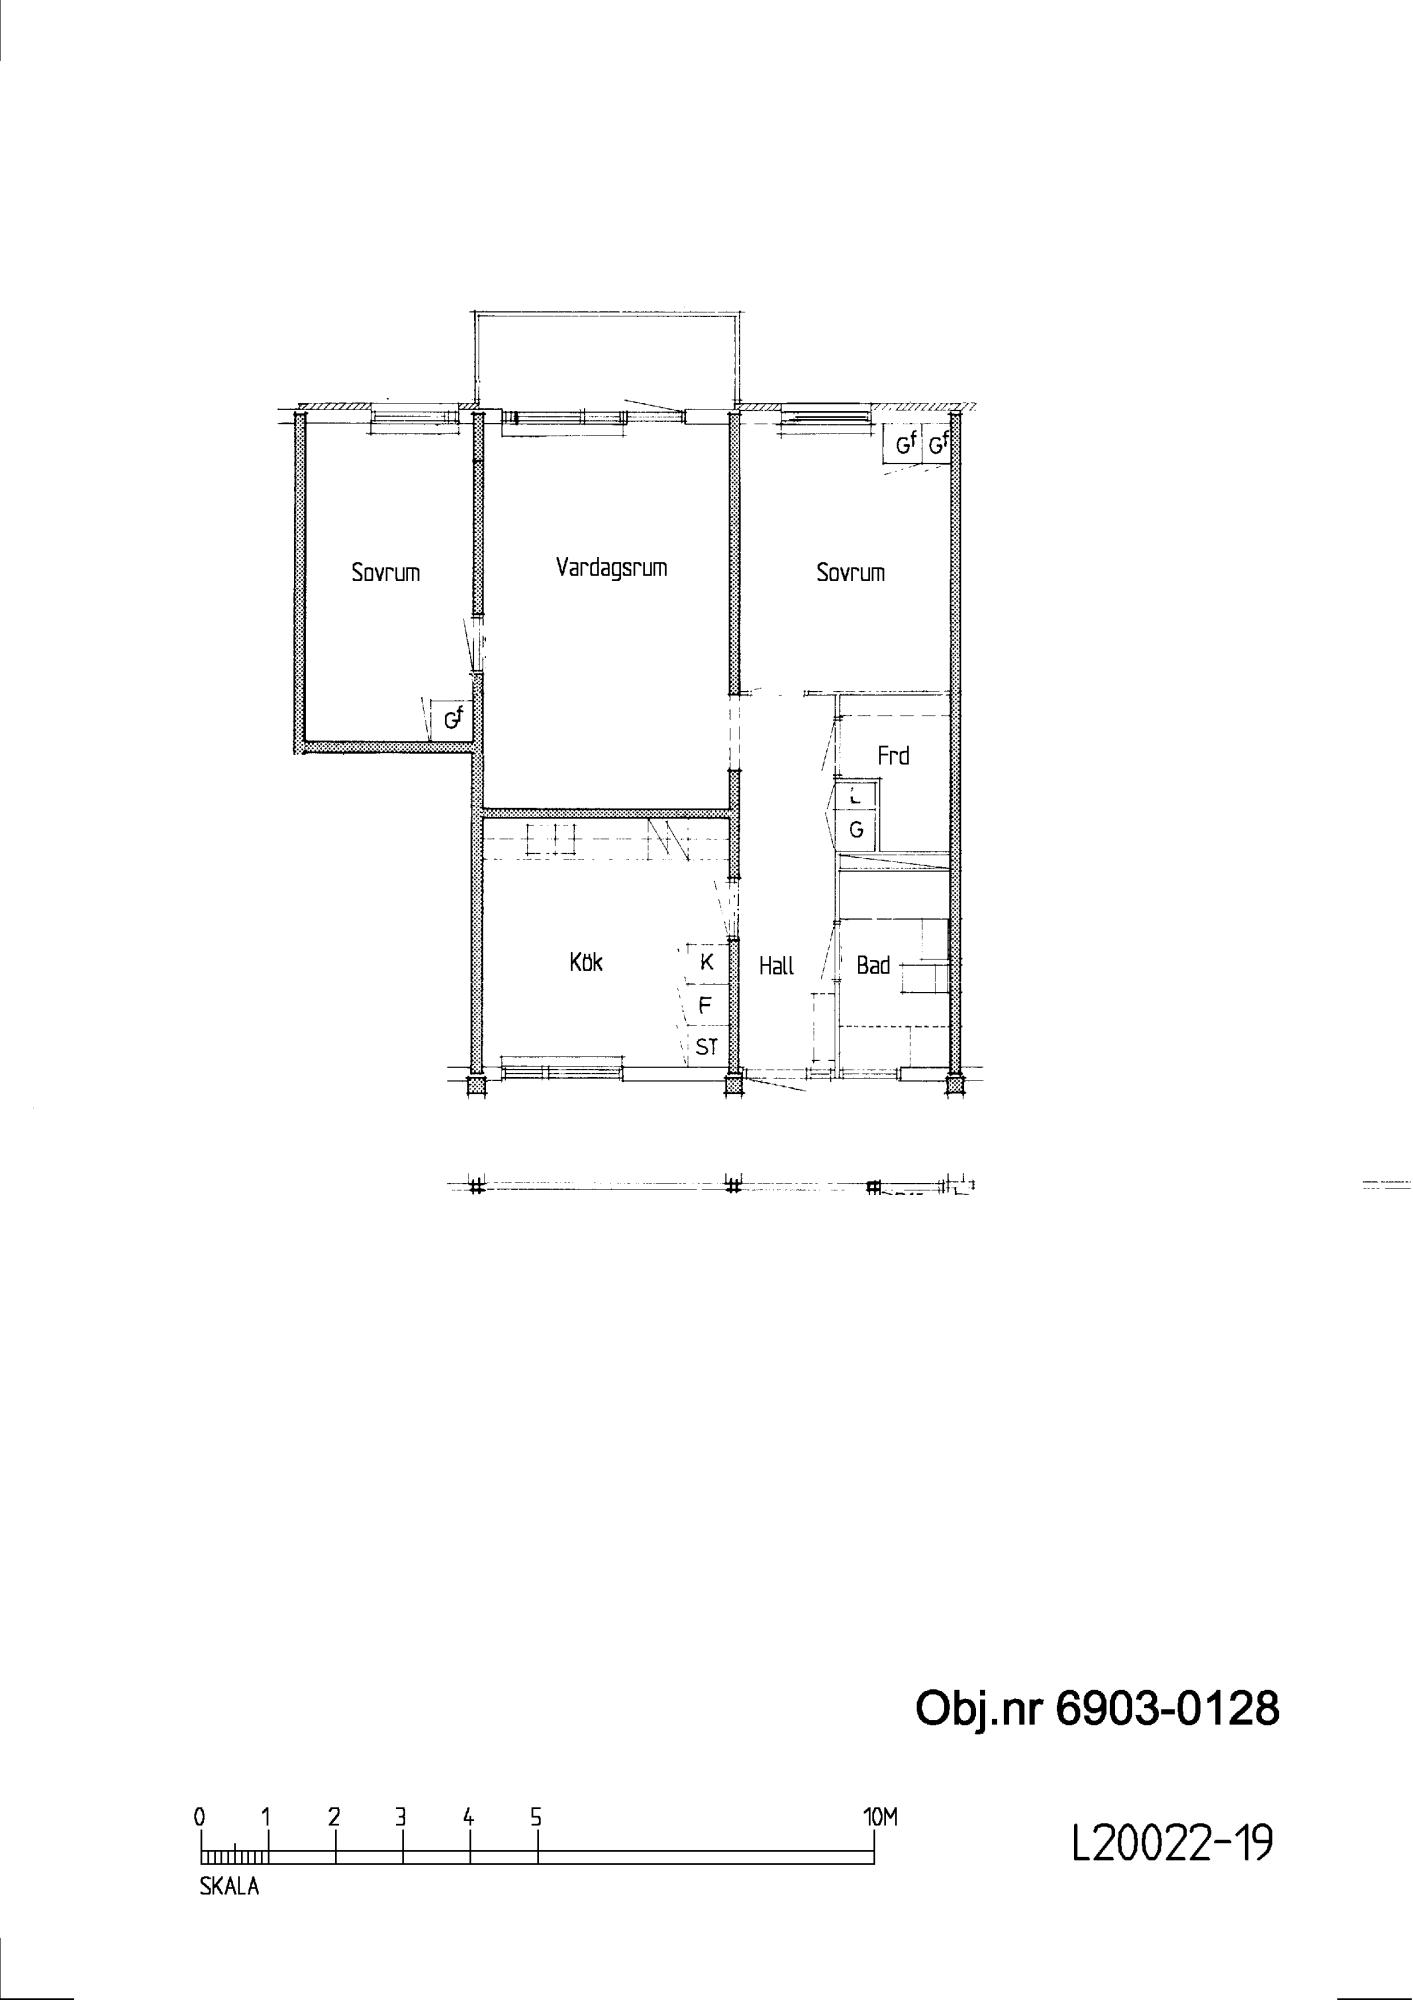 Gf Gf
Sovrum
Vardagsrum
Sovrum
Gf
Frd
L
G
Kök
K
Hall
Bad
F
ST
Obj.nr 6903-0128
0 1 2 3 4 5 10M
SKALA
L20022-19